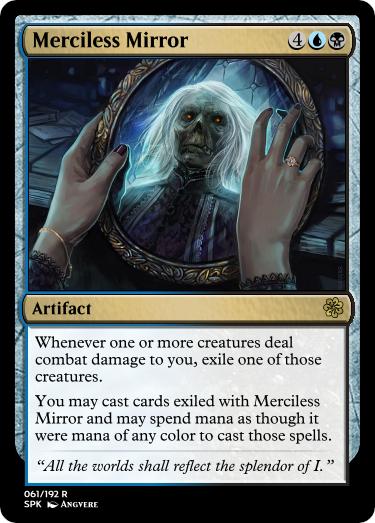 Merciless Mirror 4
Artifact
Whenever one or more creatures deal
combat damage to you, exile one of those
creatures.
You may cast cards exiled with Merciless
Mirror and may spend mana as though it
were mana of any color to cast those spells.
“All the worlds shall reflect the splendor of I.”
061/192 R
SPK Angvere